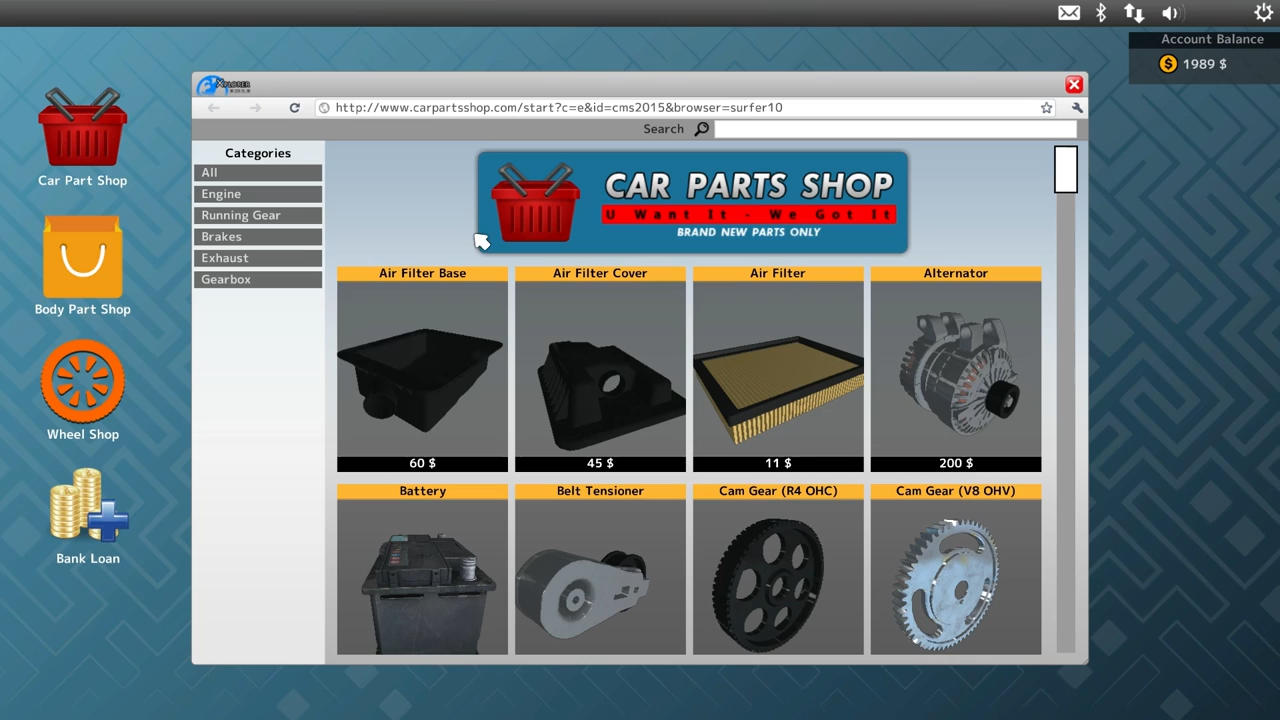 Account Balance
1989 $
XPLORER
http://www.carpartsshop.com/start?c=e&id=cms2015&browser=surfer10
Search
Car Part Shop
Body Part Shop
Wheel Shop
Bank Loan
Categories
All
Engine
Running Gear
Brakes
Exhaust
Gearbox
CAR PARTS SHOP
U Want It - We Got It
BRAND NEW PARTS ONLY
Air Filter Base
Air Filter Cover
Air Filter
Alternator
60 $
45 $
11 $
200 $
Battery
Belt Tensioner
Cam Gear (R4 OHC)
Cam Gear (V8 OHV)